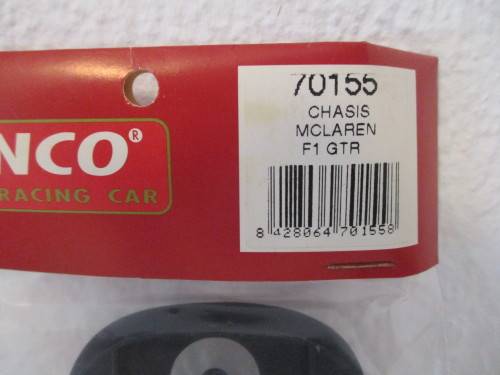 70155
CHASIS
MCLAREN
F1 GTR
NCO®
RACING CAR
8 428064 701558